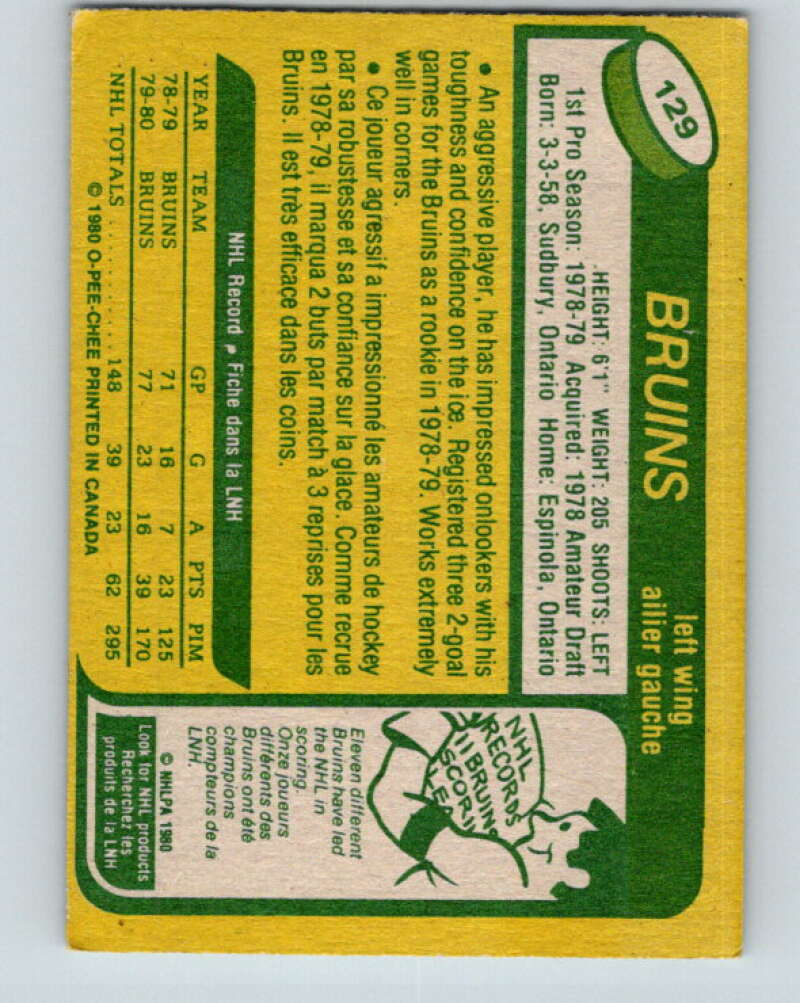 129
BRUINS
left wing
ailier gauche
HEIGHT: 6'1" WEIGHT: 205 SHOOTS: LEFT
1st Pro Season: 1978-79 Acquired: 1978 Amateur Draft
Born: 3-3-58, Sudbury, Ontario Home: Espinola, Ontario
• An aggressive player, he has impressed onlookers with his
toughness and confidence on the ice. Registered three 2-goal
games for the Bruins as a rookie in 1978-79. Works extremely
well in corners.
• Ce joueur agressif a impressionné les amateurs de hockey
par sa robustesse et sa confiance sur la glace. Comme recrue
en 1978-79, il marqua 2 buts par match à 3 reprises pour les
Bruins. Il est très efficace dans les coins.
NHL Record • Fiche dans la LNH
YEAR TEAM GP G A PTS PIM
78-79 BRUINS 71 16 7 23 125
79-80 BRUINS 77 23 16 39 170
NHL TOTALS ........... 148 39 23 62 295
© 1980 O-PEE-CHEE PRINTED IN CANADA
NHL
RECORDS
11 BRUINS
SCORI
LEA
Eleven different
Bruins have led
the NHL in
scoring.
Onze joueurs
différents des
Bruins ont été
champions
compteurs de la
LNH.
© NHLPA 1980
Look for NHL products
Recherchez les
produits de la LNH